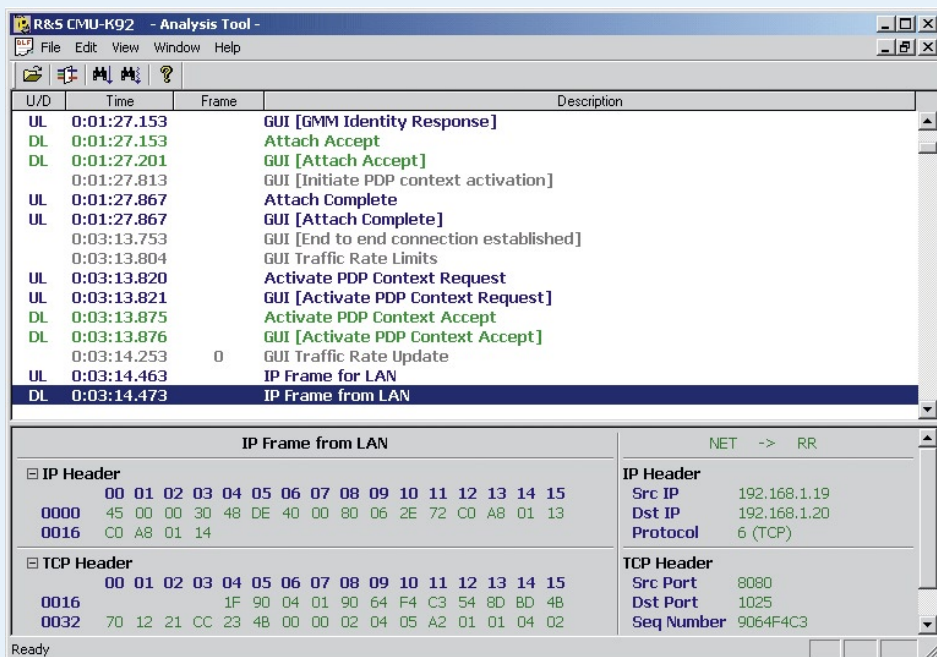 R&S CMU-K92 - Analysis Tool -
File Edit View Window Help
U/D Time Frame Description
UL 0:01:27.153 GUI [GMM Identity Response]
DL 0:01:27.153 Attach Accept
DL 0:01:27.201 GUI [Attach Accept]
0:01:27.813 GUI [Initiate PDP context activation]
UL 0:01:27.867 Attach Complete
UL 0:01:27.867 GUI [Attach Complete]
0:03:13.753 GUI [End to end connection established]
0:03:13.804 GUI Traffic Rate Limits
UL 0:03:13.820 Activate PDP Context Request
UL 0:03:13.821 GUI [Activate PDP Context Request]
DL 0:03:13.875 Activate PDP Context Accept
DL 0:03:13.876 GUI [Activate PDP Context Accept]
0:03:14.253 0 GUI Traffic Rate Update
UL 0:03:14.463 IP Frame for LAN
DL 0:03:14.473 IP Frame from LAN
IP Frame from LAN NET -> RR
IP Header IP Header
00 01 02 03 04 05 06 07 08 09 10 11 12 13 14 15 Src IP 192.168.1.19
0000 45 00 00 30 48 DE 40 00 80 06 2E 72 C0 A8 01 13 Dst IP 192.168.1.20
0016 C0 A8 01 14 Protocol 6 (TCP)
TCP Header TCP Header
00 01 02 03 04 05 06 07 08 09 10 11 12 13 14 15 Src Port 8080
0016 1F 90 04 01 90 64 F4 C3 54 8D BD 4B Dst Port 1025
0032 70 12 21 CC 23 4B 00 00 02 04 05 A2 01 01 04 02 Seq Number 9064F4C3
Ready